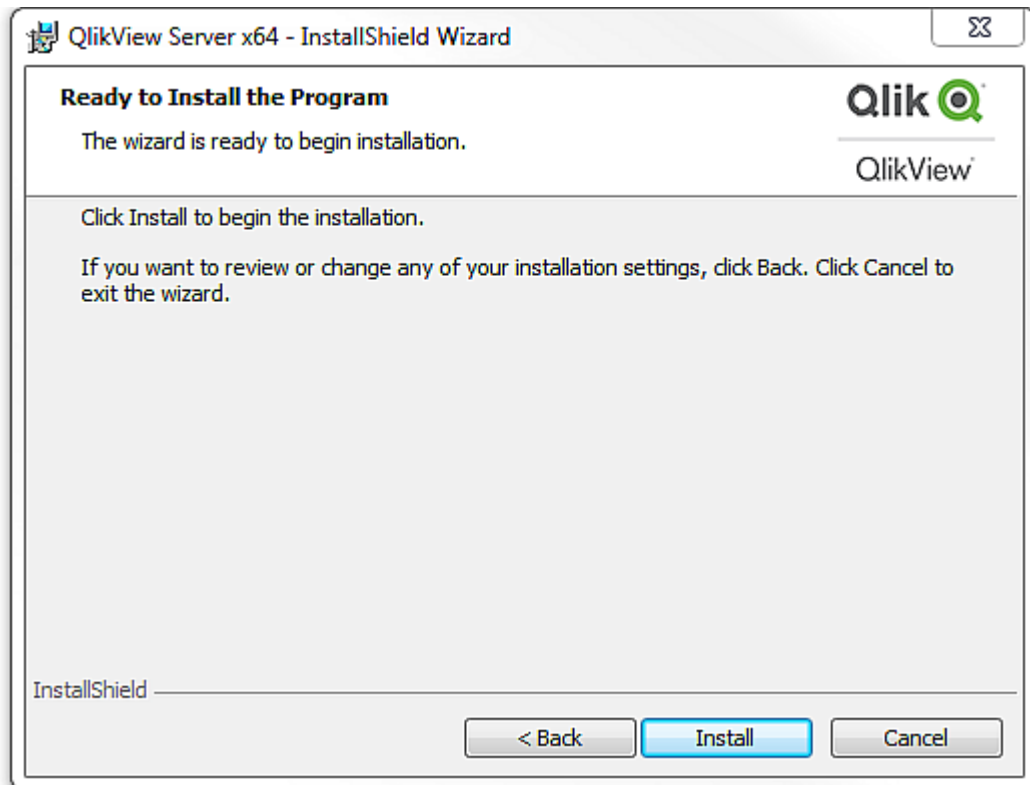 QlikView Server x64 - InstallShield Wizard
Ready to Install the Program
The wizard is ready to begin installation.
Qlik
QlikView
Click Install to begin the installation.
If you want to review or change any of your installation settings, click Back. Click Cancel to
exit the wizard.
InstallShield
< Back
Install
Cancel